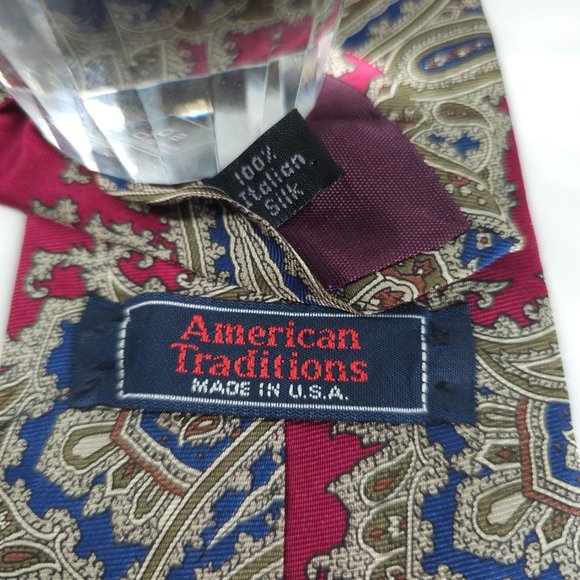 100%
Italian
Silk
American
Traditions
MADE IN U.S.A.